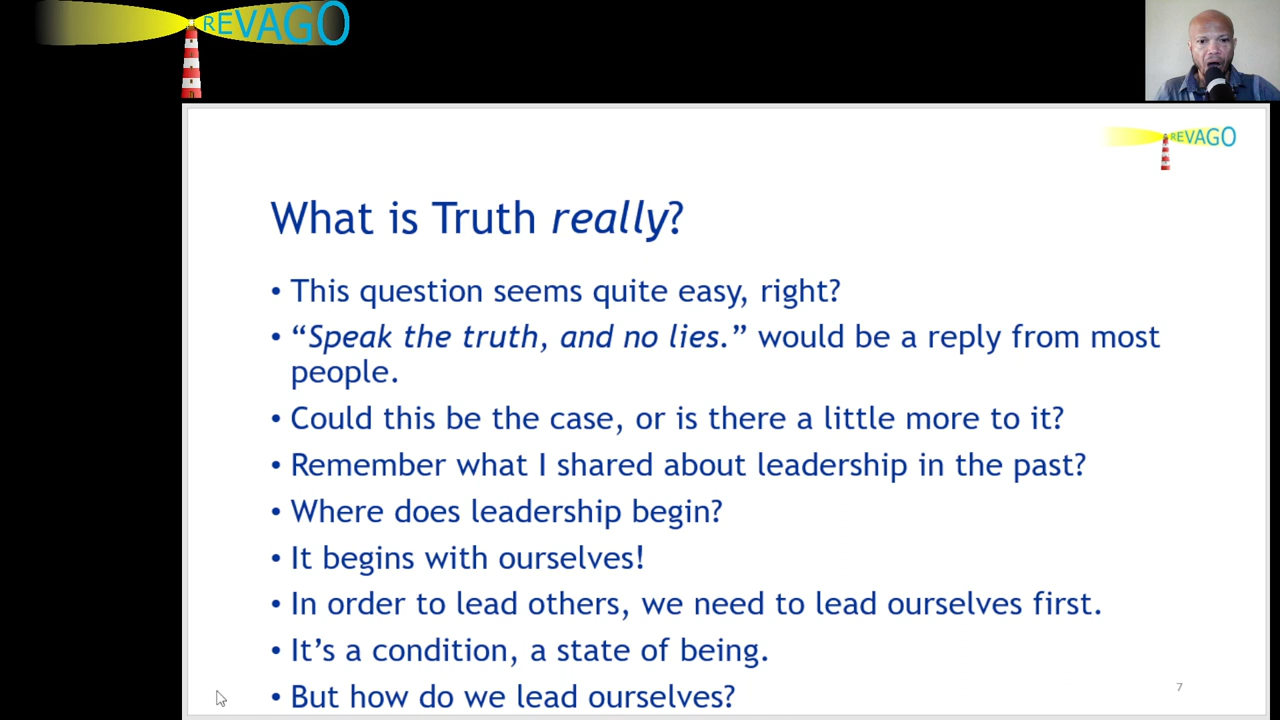 REVAGO
REVAGO
What is Truth really?
• This question seems quite easy, right?
• “Speak the truth, and no lies.” would be a reply from most
people.
• Could this be the case, or is there a little more to it?
• Remember what I shared about leadership in the past?
• Where does leadership begin?
• It begins with ourselves!
• In order to lead others, we need to lead ourselves first.
• It’s a condition, a state of being.
• But how do we lead ourselves?
7